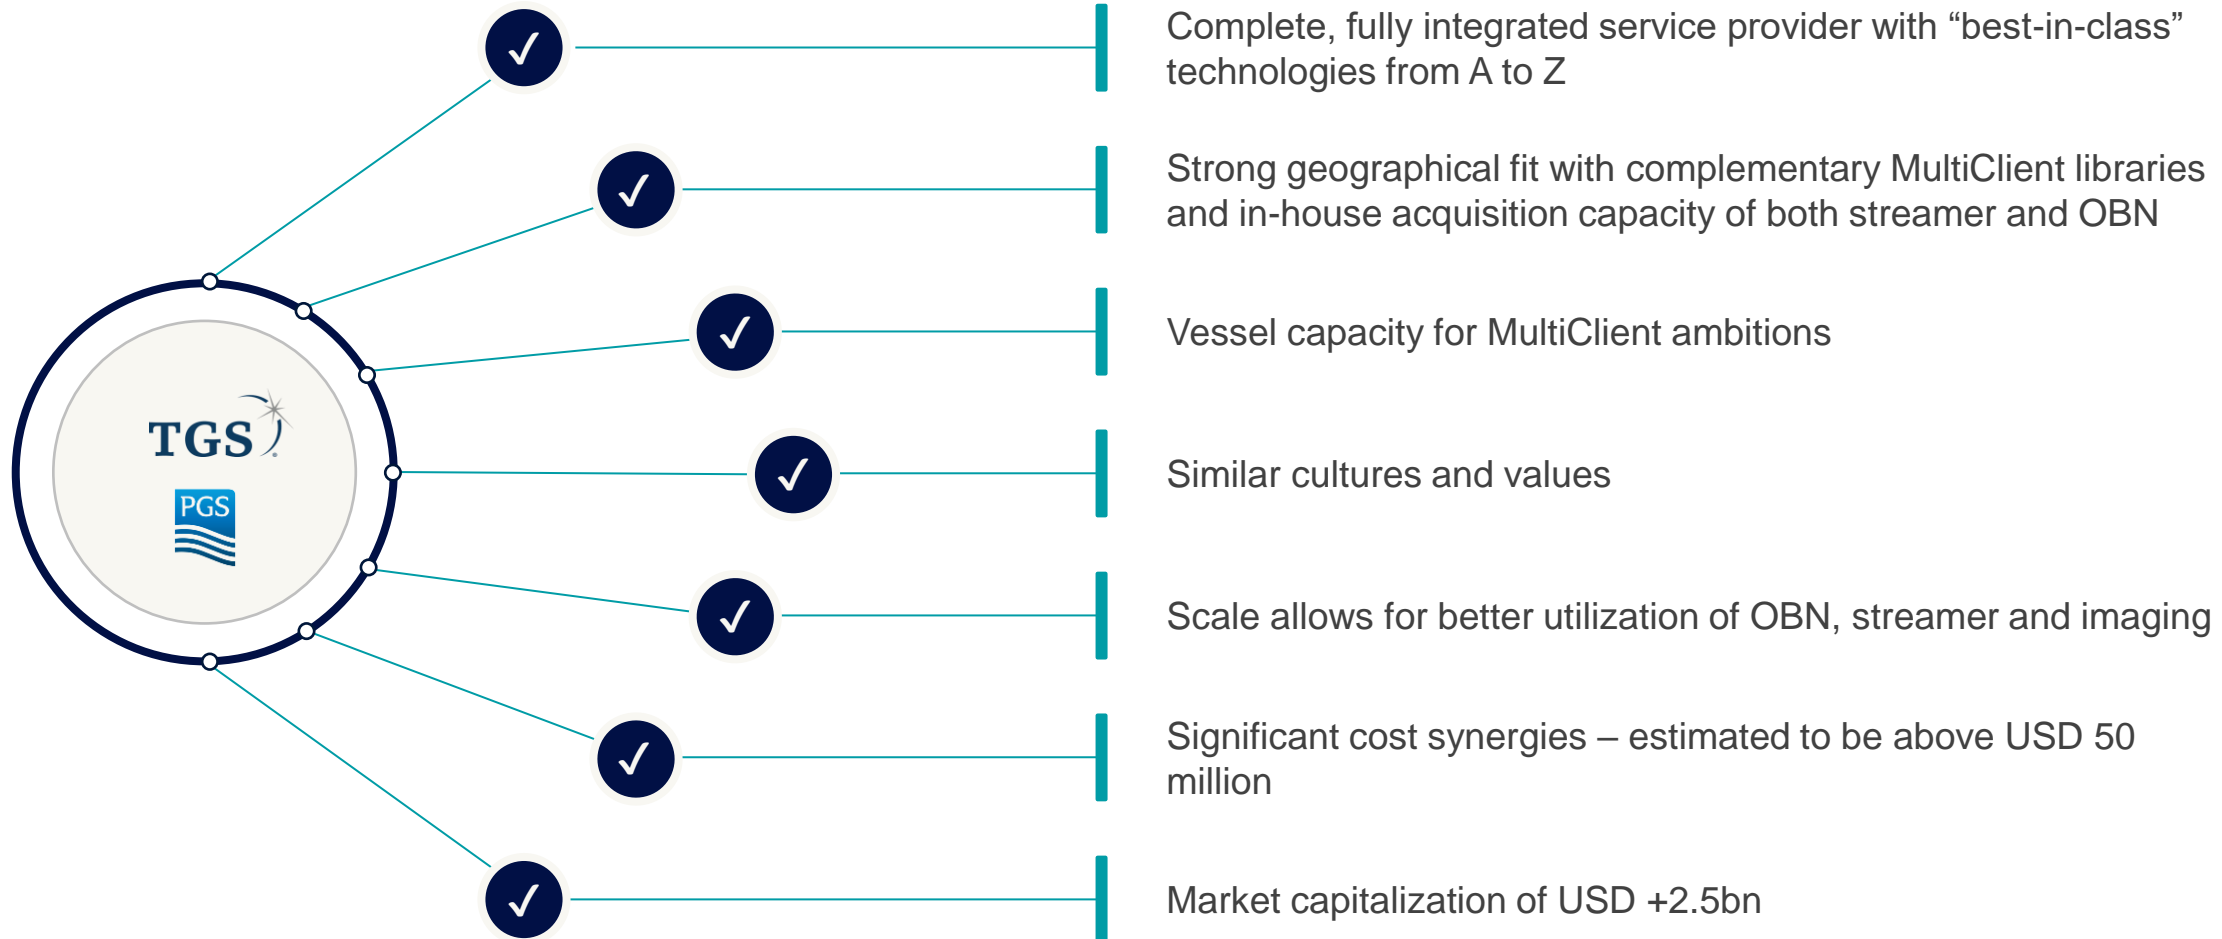 Complete, fully integrated service provider with “best-in-class”
technologies from A to Z
Strong geographical fit with complementary MultiClient libraries
and in-house acquisition capacity of both streamer and OBN
Vessel capacity for MultiClient ambitions
TGS
PGS
Similar cultures and values
Scale allows for better utilization of OBN, streamer and imaging
Significant cost synergies – estimated to be above USD 50
million
Market capitalization of USD +2.5bn